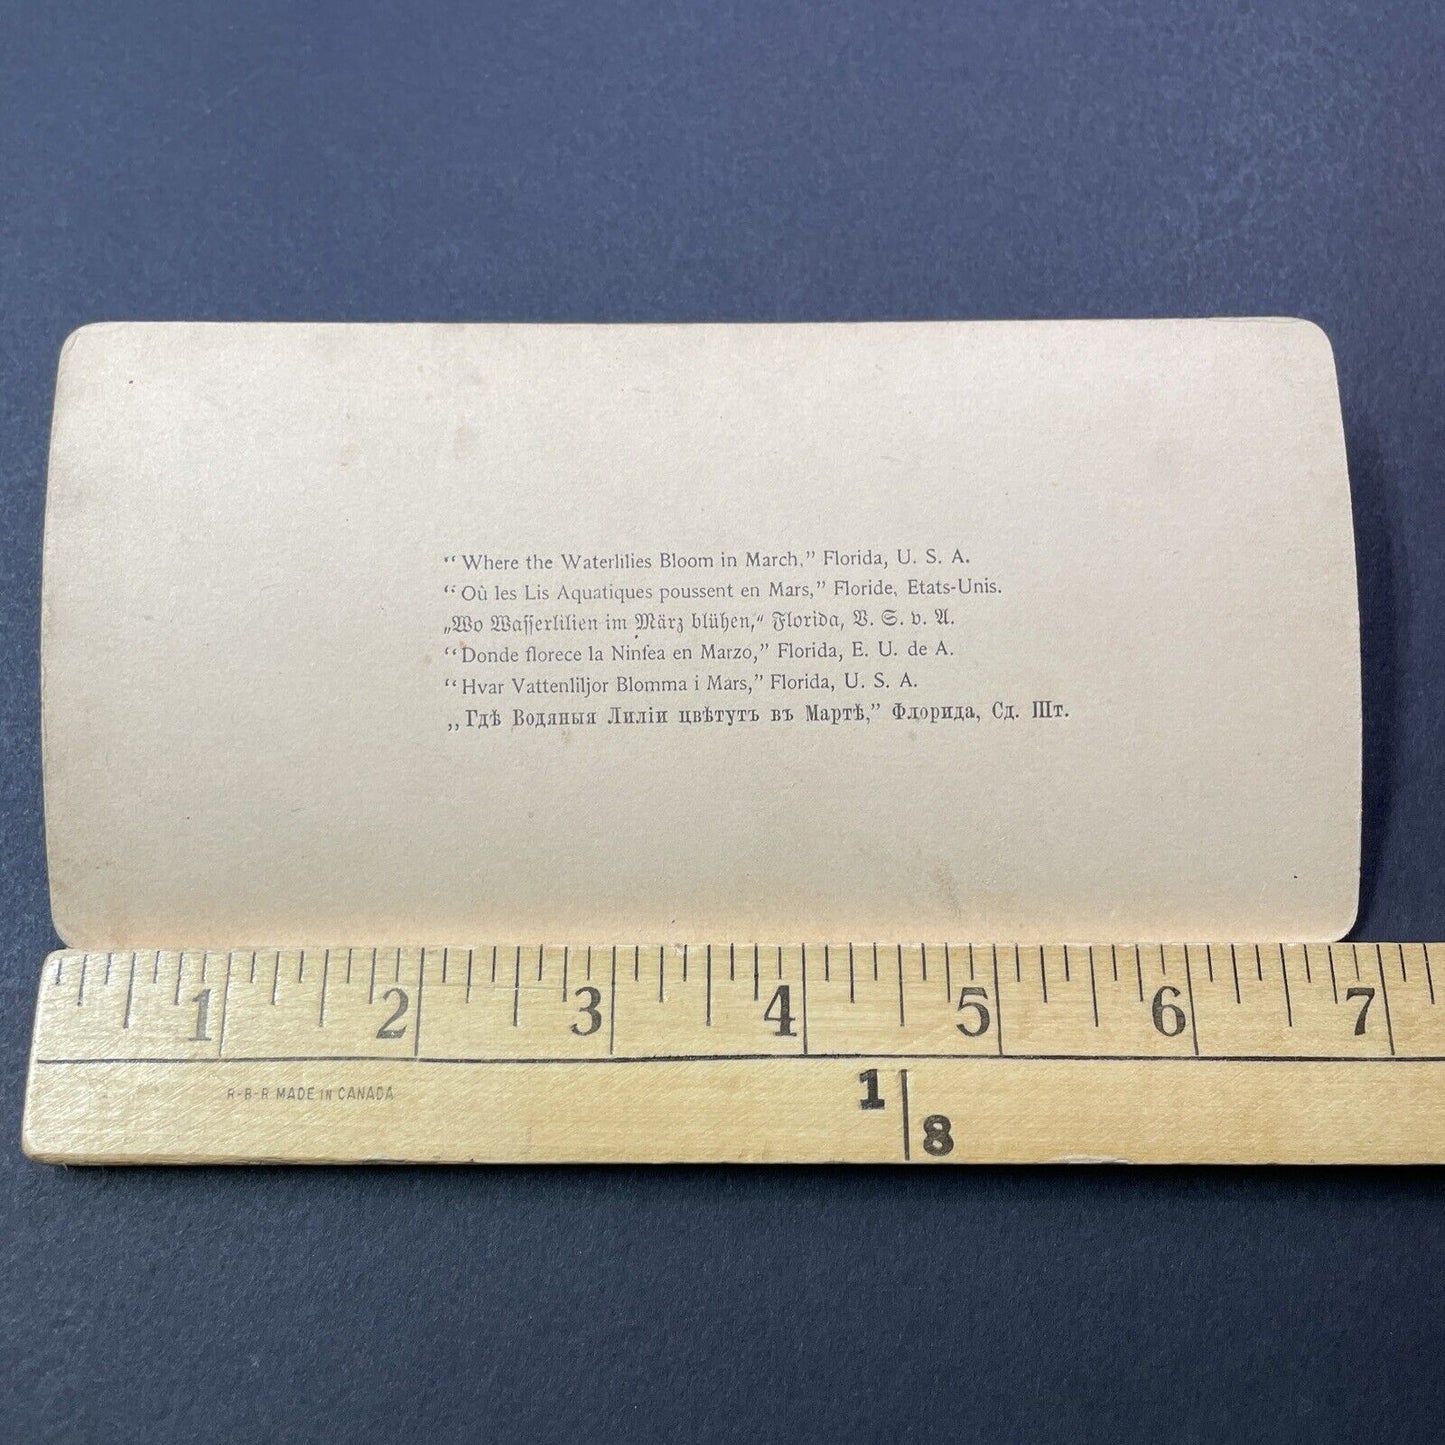 “Where the Waterlilies Bloom in March,” Florida, U. S. A.
“Où les Lis Aquatiques poussent en Mars,” Floride, Etats-Unis.
„Wo Wasserlilien im März blühen,“ Florida, V. S. v. A.
“Donde florece la Ninfea en Marzo,” Florida, E. U. de A.
“Hvar Vattenliljor Blomma i Mars,” Florida, U. S. A.
„Гдѣ Водяныя Лиліи цвѣтутъ въ Мартѣ,” Флорида, Сд. Шт.
1 2 3 4 5 6 7
R-B-R MADE IN CANADA
1
8